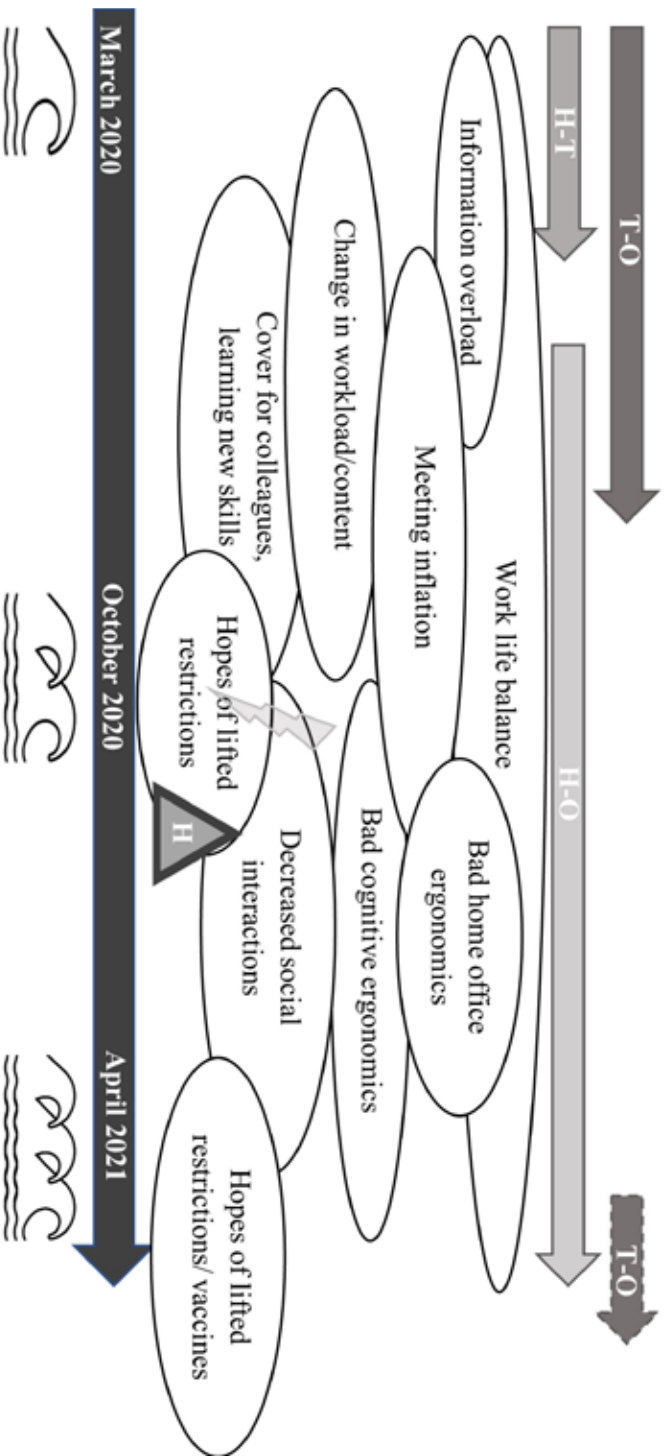 T-O
T-O
H-T
H-O
Work life balance
Information overload
Bad home office
ergonomics
Meeting inflation
Bad cognitive ergonomics
Change in workload/content
Decreased social
interactions
Cover for colleagues,
learning new skills
Hopes of lifted
restrictions
Hopes of lifted
restrictions/ vaccines
H
March 2020
October 2020
April 2021